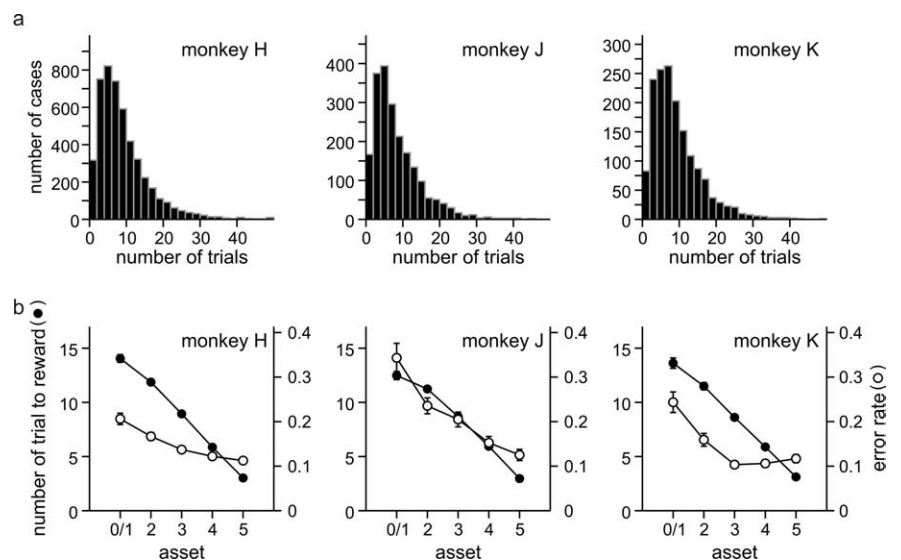 a
monkey H
monkey J
monkey K
number of cases
800
600
400
200
0
400
300
200
100
0
300
250
200
150
100
50
0
0 10 20 30 40
0 10 20 30 40
0 10 20 30 40
number of trials
number of trials
number of trials
b
monkey H
monkey J
monkey K
number of trial to reward(●)
15
10
5
0
0.4
0.3
0.2
0.1
0
15
10
5
0
0.4
0.3
0.2
0.1
0
15
10
5
0
0.4
0.3
0.2
0.1
0
error rate(○)
0/1 2 3 4 5
0/1 2 3 4 5
0/1 2 3 4 5
asset
asset
asset